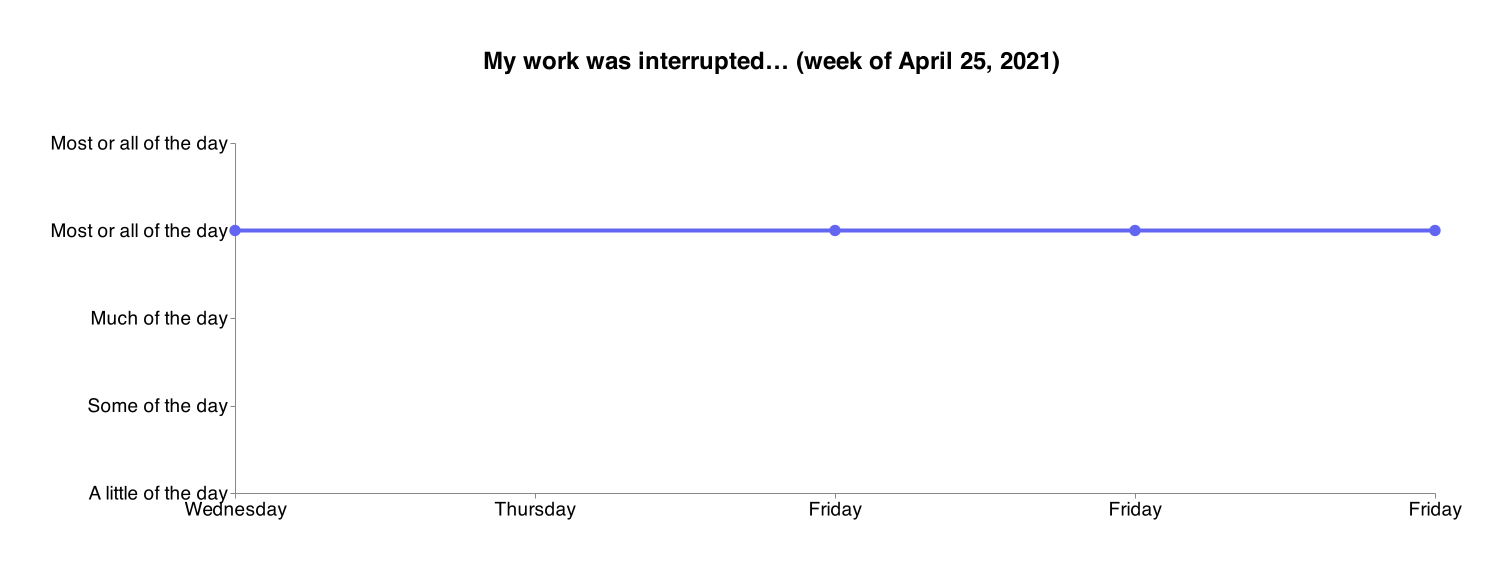 My work was interrupted… (week of April 25, 2021)
Most or all of the day
Most or all of the day
Much of the day
Some of the day
A little of the day
Wednesday
Thursday
Friday
Friday
Friday